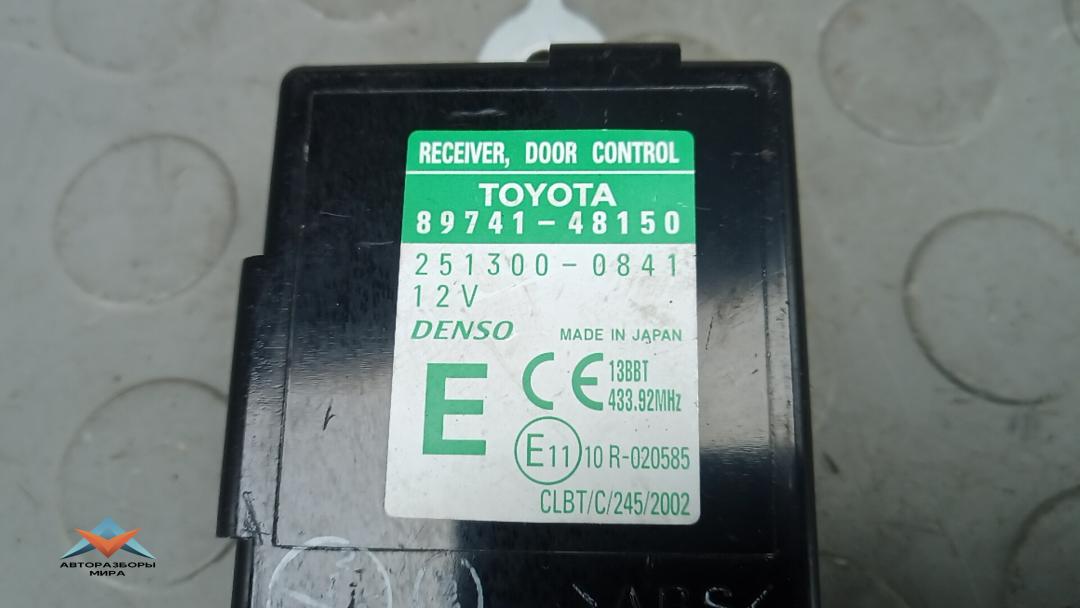 RECEIVER, DOOR CONTROL
TOYOTA
89741-48150
251300-0841
12V
DENSO MADE IN JAPAN
E CE 13BBT
433.92MHz
E11 10 R-020585
CLBT/C/245/2002
АВТОРАЗБОРЫ
МИРА
>ABS<